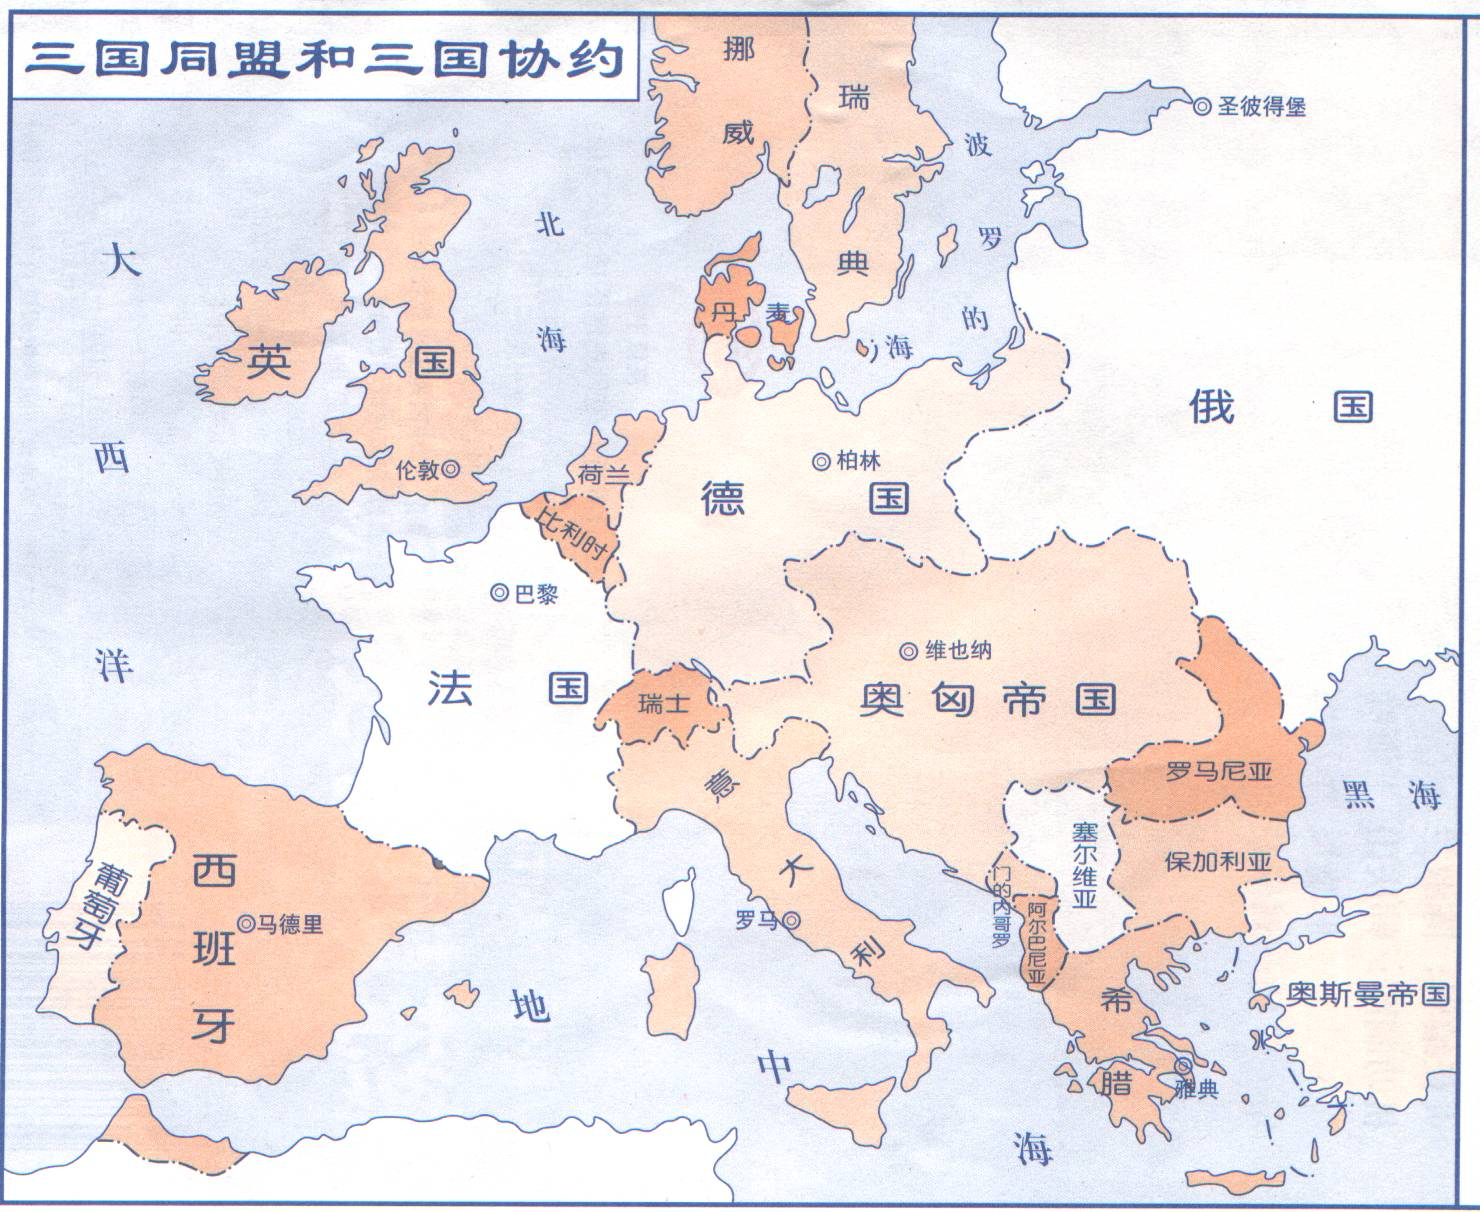 三国同盟和三国协约
挪威
瑞典
圣彼得堡
波罗的海
北海
大西洋
丹麦
英国
伦敦
荷兰
比利时
德国
柏林
俄国
巴黎
法国
瑞士
维也纳
奥匈帝国
意大利
罗马
罗马尼亚
黑海
塞尔维亚
保加利亚
门的内哥罗
阿尔巴尼亚
葡萄牙
西班牙
马德里
希腊
雅典
奥斯曼帝国
地中海